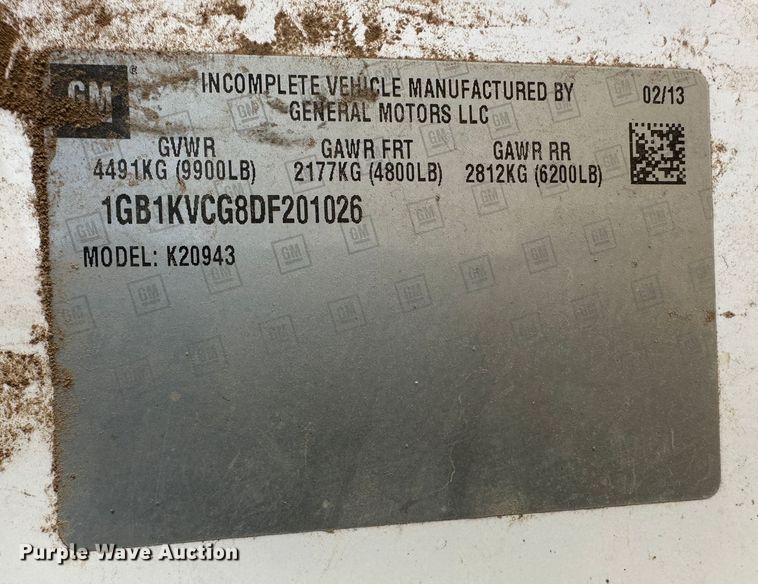 GM ®
INCOMPLETE VEHICLE MANUFACTURED BY
GENERAL MOTORS LLC
02/13
GVWR GAWR FRT GAWR RR
4491KG (9900LB) 2177KG (4800LB) 2812KG (6200LB)
1GB1KVCG8DF201026
MODEL: K20943
Purple Wave Auction